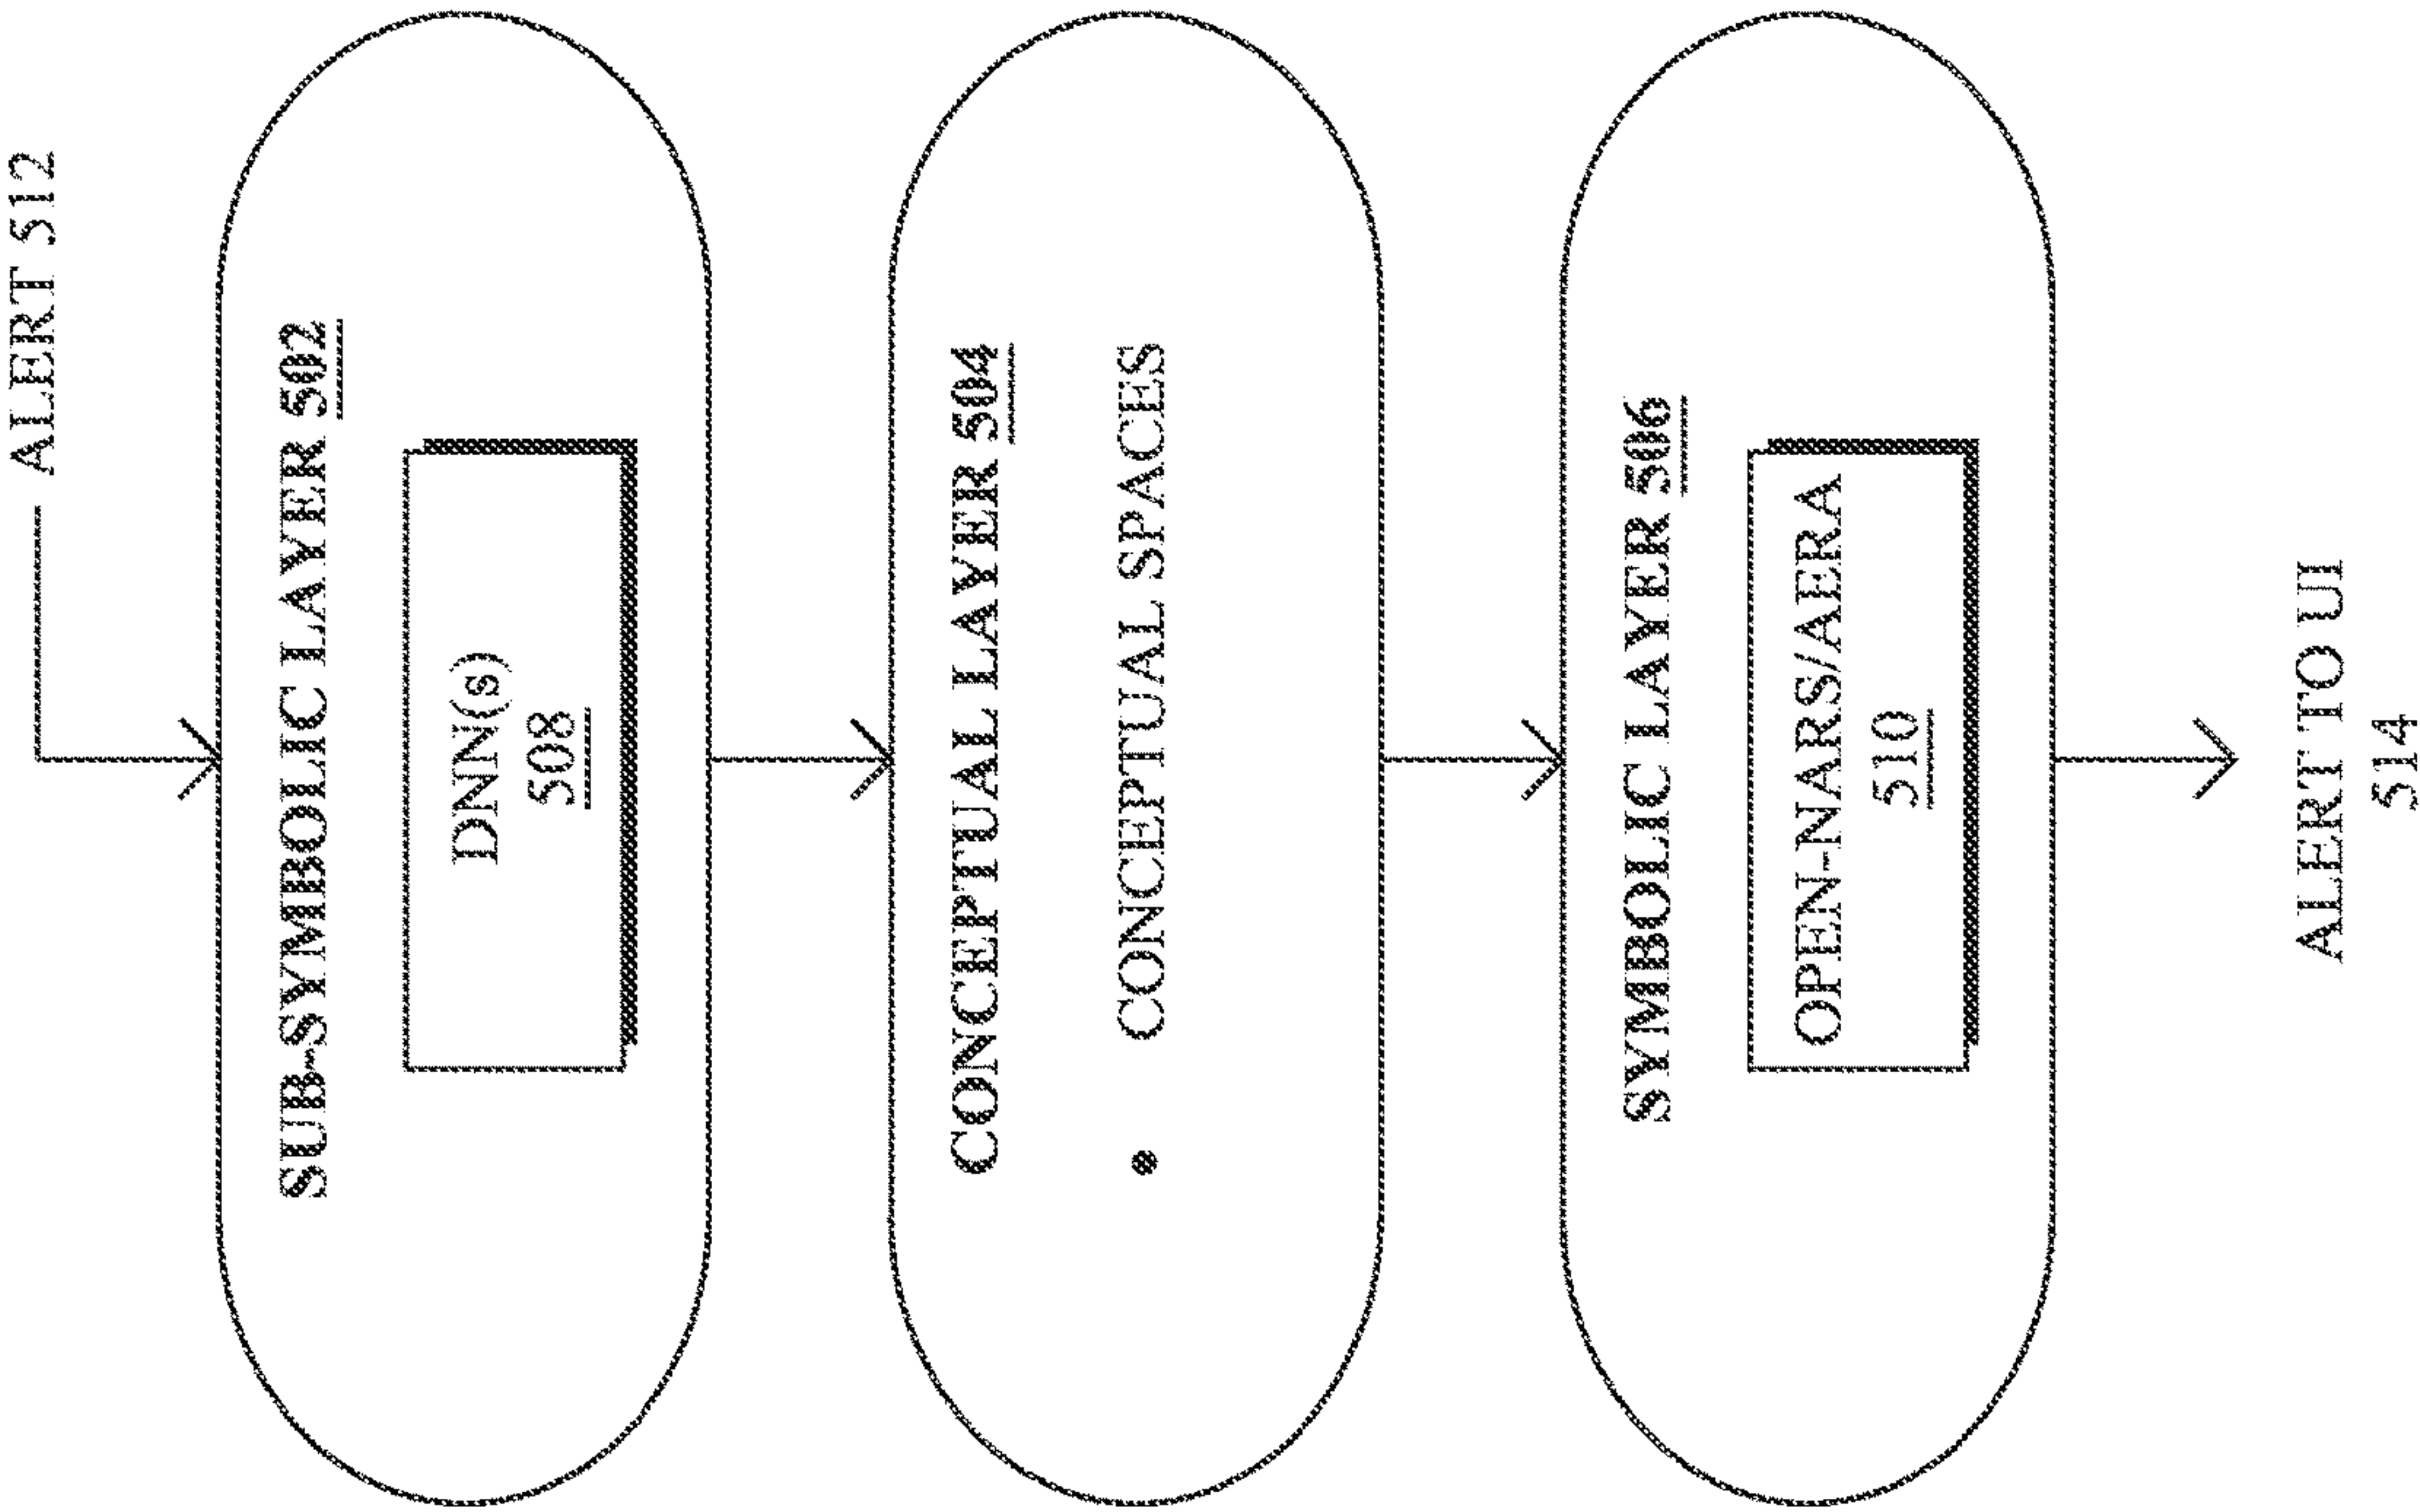 ALERT 512
SUB-SYMBOLIC LAYER 502
DNN(s)
508
CONCEPTUAL LAYER 504
• CONCEPTUAL SPACES
SYMBOLIC LAYER 506
OPEN-NARS/AERA
510
ALERT TO UI
514